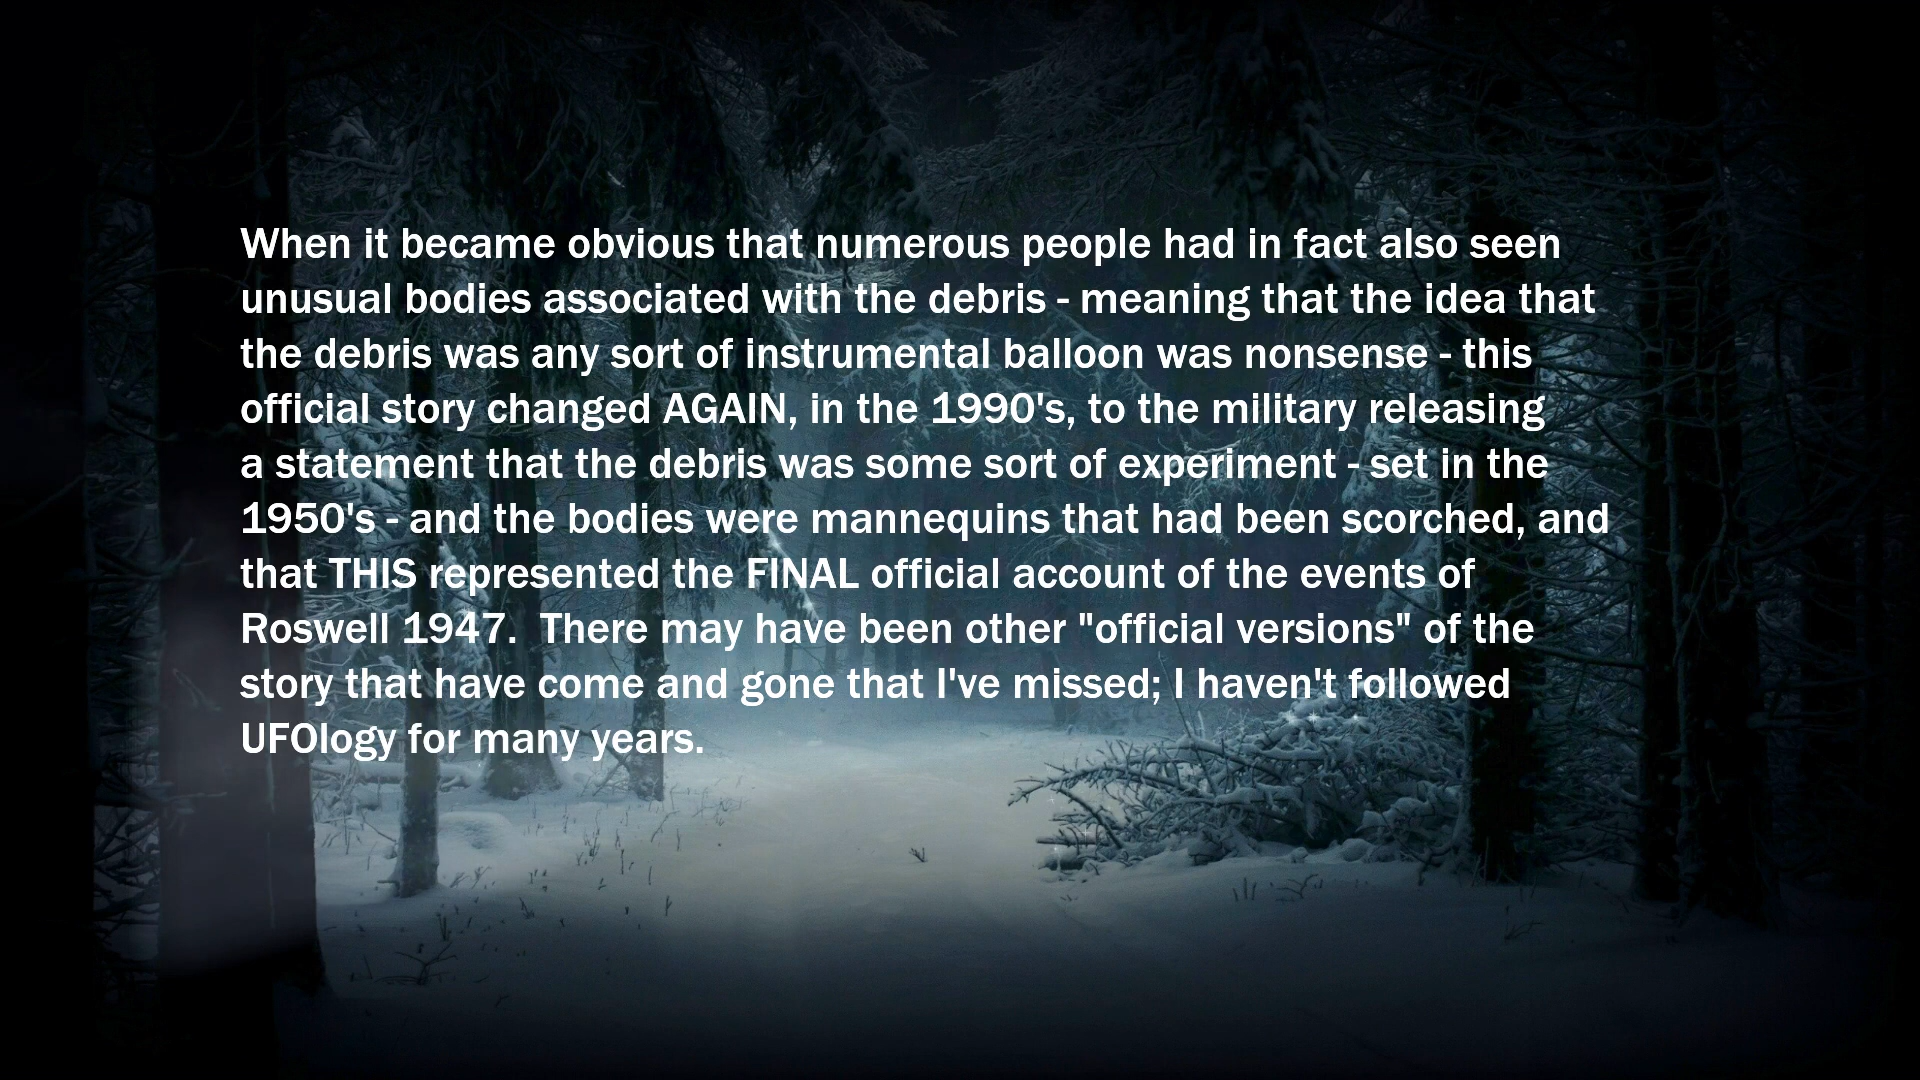 When it became obvious that numerous people had in fact also seen
unusual bodies associated with the debris - meaning that the idea that
the debris was any sort of instrumental balloon was nonsense - this
official story changed AGAIN, in the 1990's, to the military releasing
a statement that the debris was some sort of experiment - set in the
1950's - and the bodies were mannequins that had been scorched, and
that THIS represented the FINAL official account of the events of
Roswell 1947.  There may have been other "official versions" of the
story that have come and gone that I've missed; I haven't followed
UFOlogy for many years.